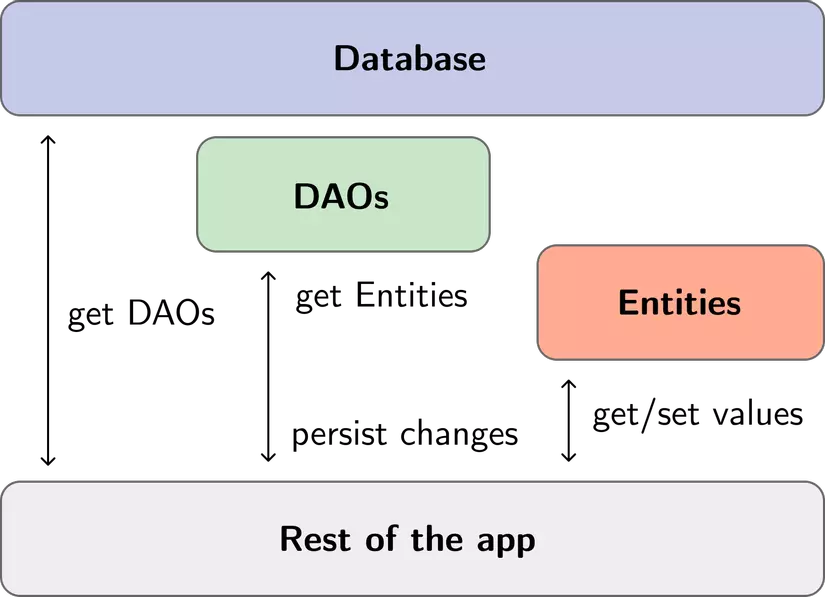 Database
DAOs
get Entities
Entities
get DAOs
get/set values
persist changes
Rest of the app